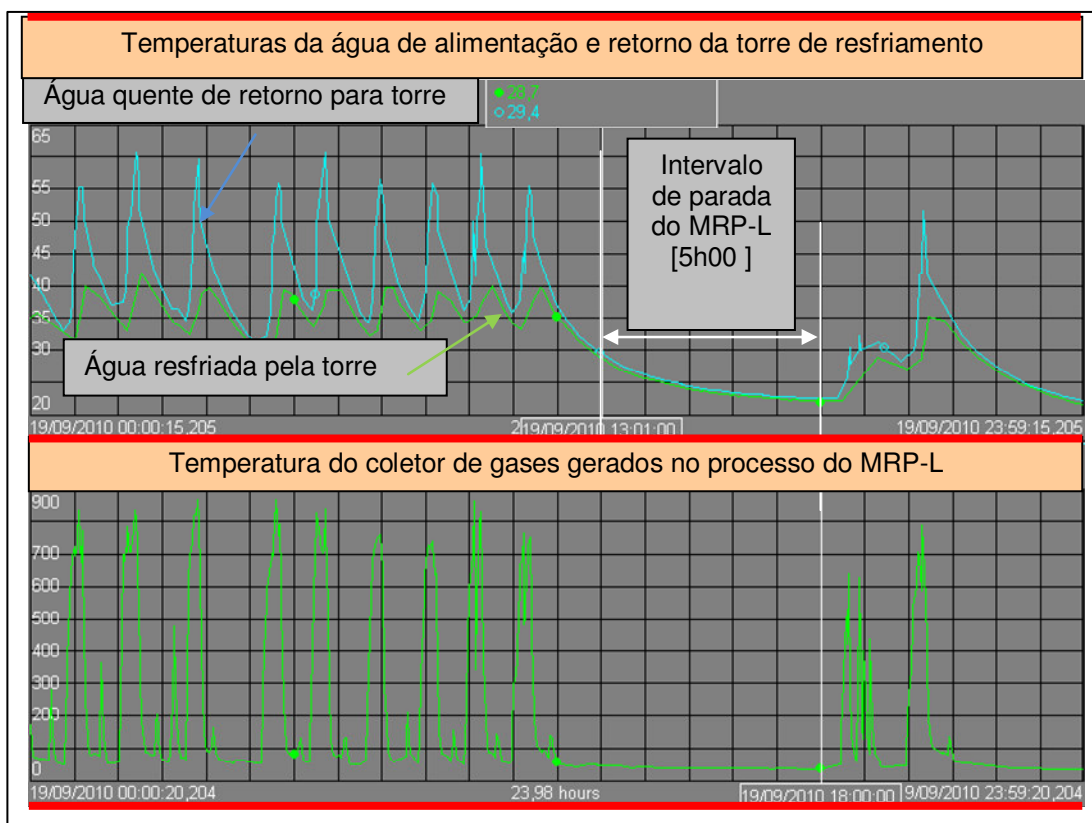 Temperaturas da água de alimentação e retorno da torre de resfriamento
Água quente de retorno para torre
28,7
29,4
65
55
50
45
40
35
30
20
Intervalo
de parada
do MRP-L
[5h00 ]
Água resfriada pela torre
19/09/2010 00:00:15,205
19/09/2010 13:01:00
19/09/2010 23:59:15,205
Temperatura do coletor de gases gerados no processo do MRP-L
900
700
600
500
400
300
200
0
19/09/2010 00:00:20,204
23,98 hours
19/09/2010 18:00:00
19/09/2010 23:59:20,204